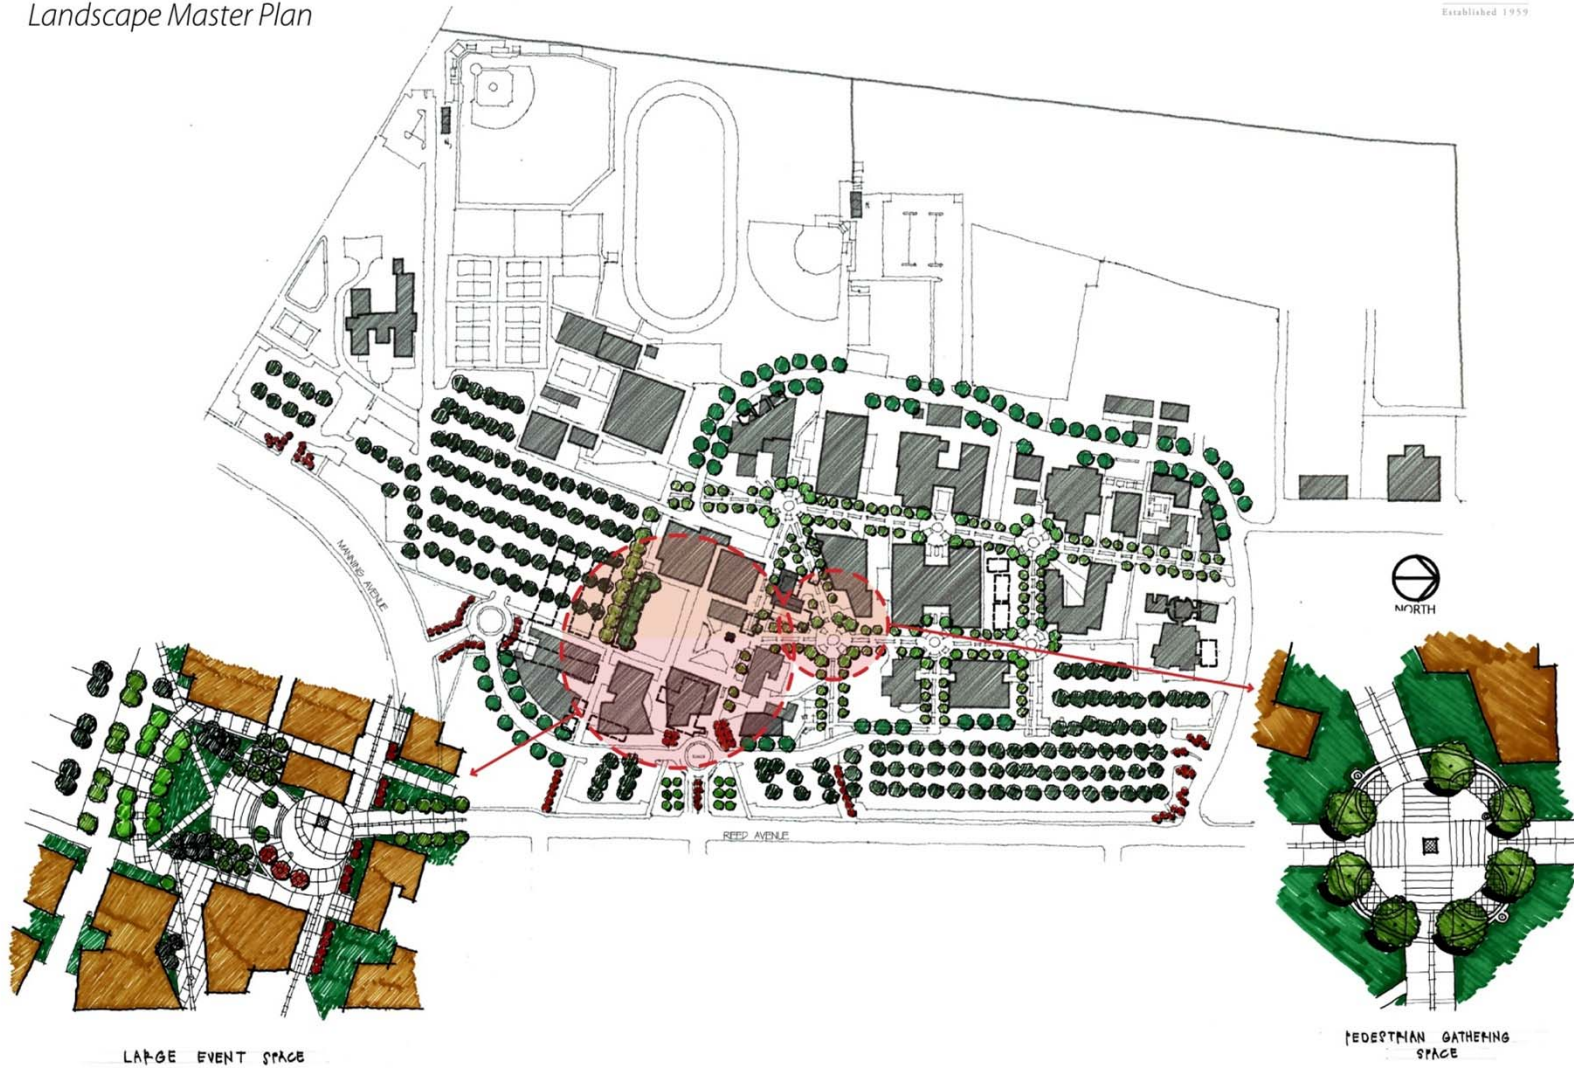 Landscape Master Plan
Established 1959
MANNING AVENUE
NORTH
REED AVENUE
LARGE EVENT SPACE
PEDESTRIAN GATHERING
SPACE